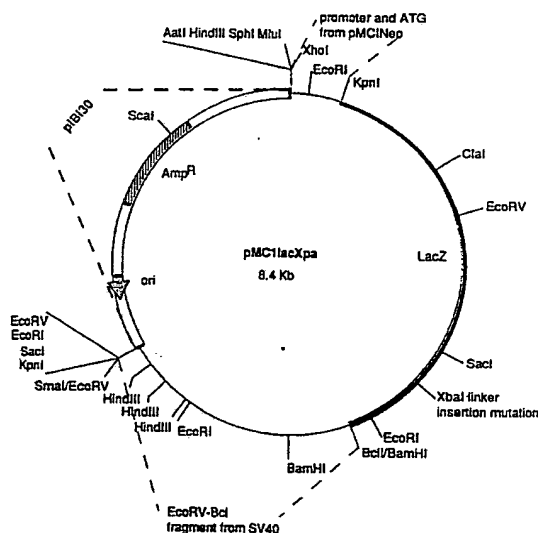 promoter and ATG
from pMCINeo
AatI HindIII SphI MluI
XhoI
EcoRI
KpnI
pIBI30
ScaI
AmpR
ClaI
EcoRV
pMC1lacXpa
8.4 Kb
LacZ
ori
EcoRV
EcoRI
SacI
KpnI
SmaI/EcoRV
HindIII
HindIII
HindIII
EcoRI
BamHI
SacI
XbaI linker
insertion mutation
EcoRI
BclI/BamHI
EcoRV-Bcl
fragment from SV40